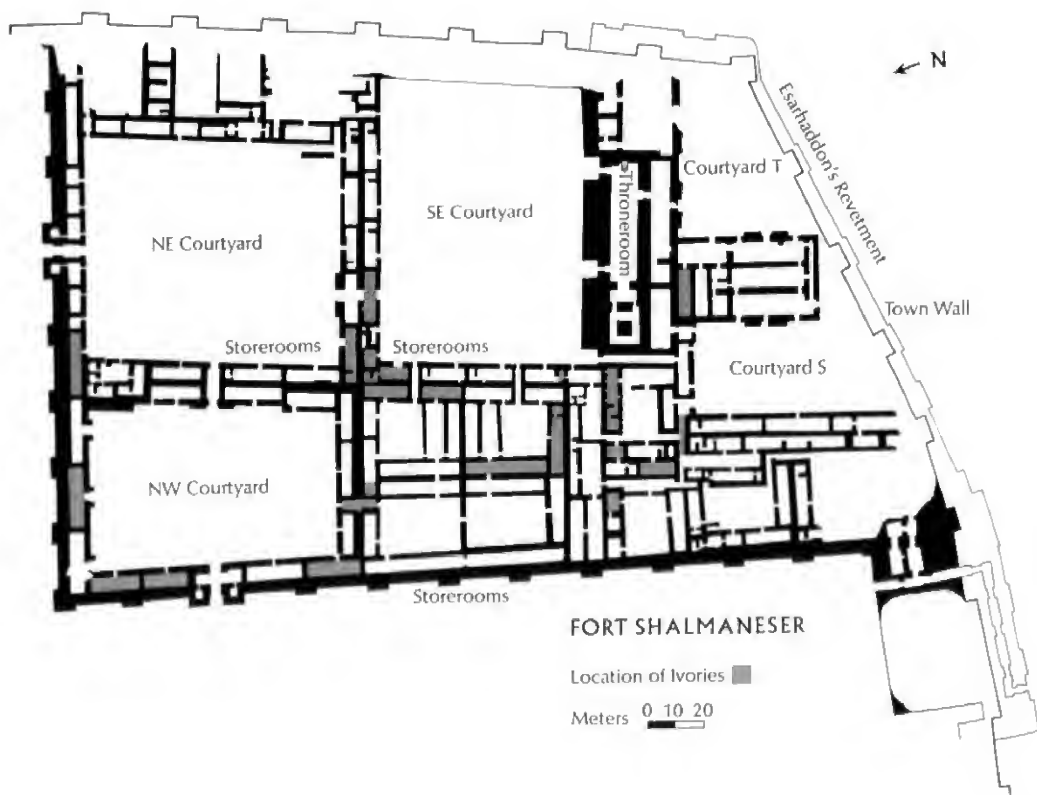 N
Esarhaddon's Revetment
Courtyard T
Throneroom
SE Courtyard
NE Courtyard
Town Wall
Storerooms
Storerooms
Courtyard S
NW Courtyard
Storerooms
FORT SHALMANESER
Location of Ivories
Meters 0 10 20